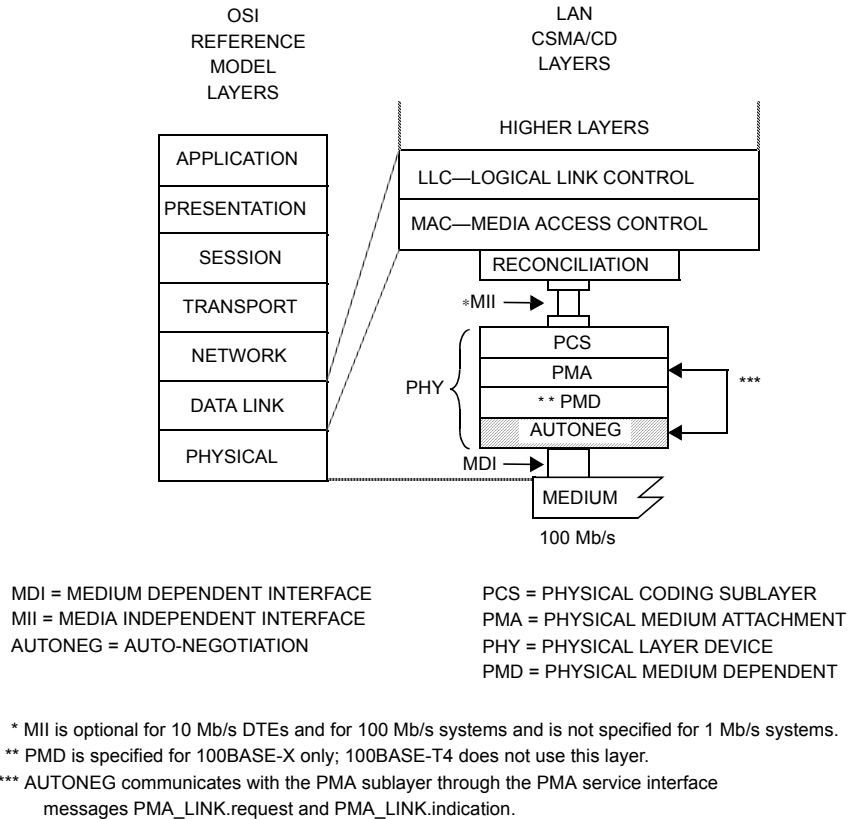 OSI
REFERENCE
MODEL
LAYERS
LAN
CSMA/CD
LAYERS
APPLICATION
PRESENTATION
SESSION
TRANSPORT
NETWORK
DATA LINK
PHYSICAL
HIGHER LAYERS
LLC—LOGICAL LINK CONTROL
MAC—MEDIA ACCESS CONTROL
RECONCILIATION
*MII
PCS
PMA
* * PMD
AUTONEG
PHY
***
MDI
MEDIUM
100 Mb/s
MDI = MEDIUM DEPENDENT INTERFACE
MII = MEDIA INDEPENDENT INTERFACE
AUTONEG = AUTO-NEGOTIATION
PCS = PHYSICAL CODING SUBLAYER
PMA = PHYSICAL MEDIUM ATTACHMENT
PHY = PHYSICAL LAYER DEVICE
PMD = PHYSICAL MEDIUM DEPENDENT
* MII is optional for 10 Mb/s DTEs and for 100 Mb/s systems and is not specified for 1 Mb/s systems.
** PMD is specified for 100BASE-X only; 100BASE-T4 does not use this layer.
*** AUTONEG communicates with the PMA sublayer through the PMA service interface
messages PMA_LINK.request and PMA_LINK.indication.